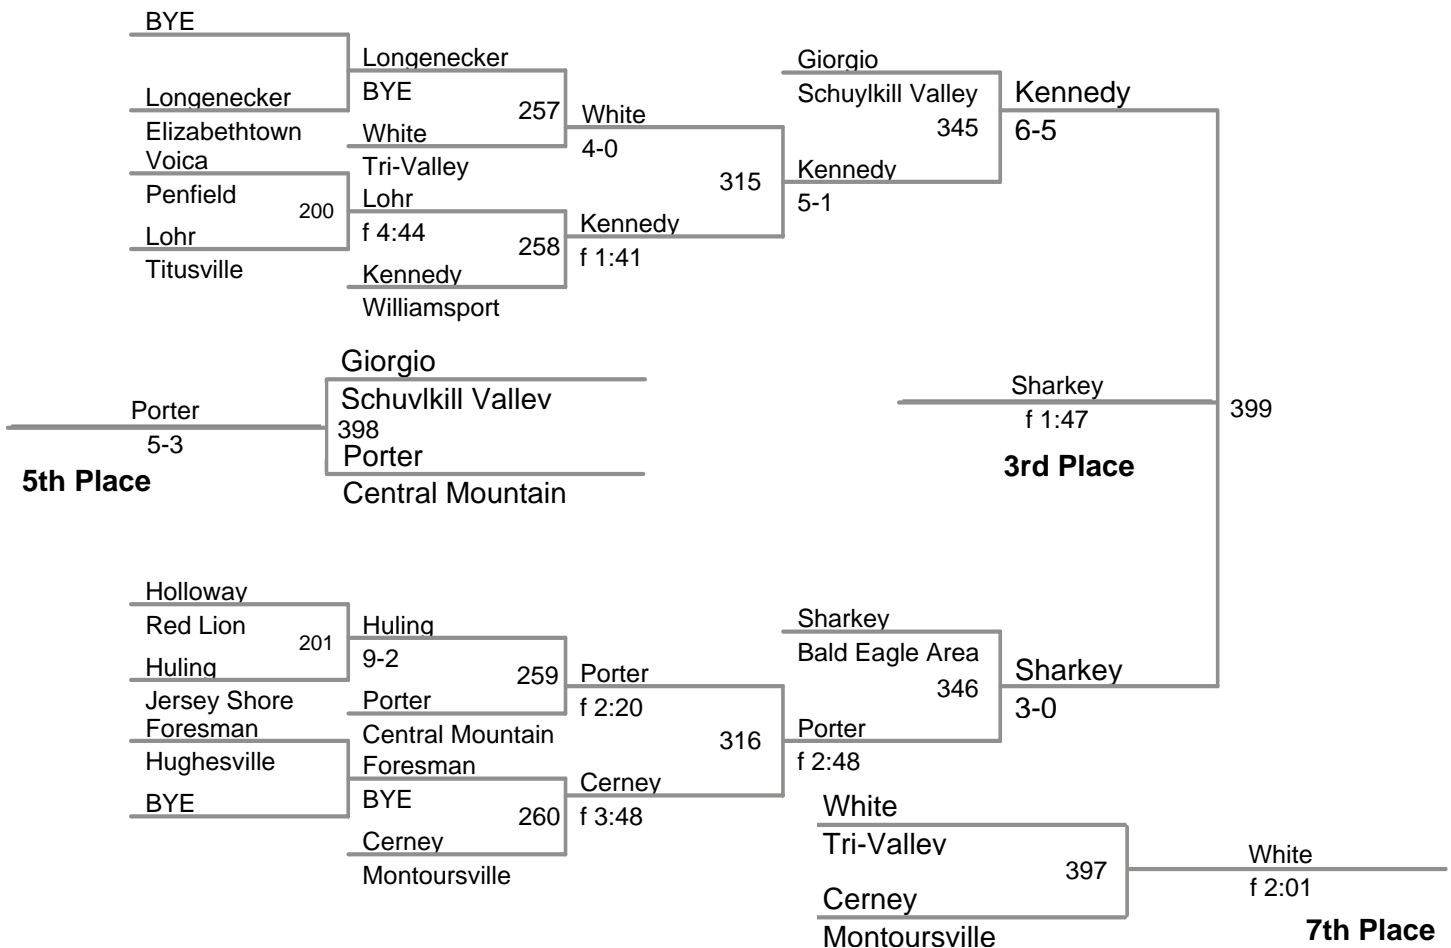 BYE
Longenecker
Elizabethtown
Voica
Penfield
200
Lohr
Titusville
Longenecker
BYE
257
White
Tri-Valley
Lohr
f 4:44
258
Kennedy
Williamsport
White
4-0
315
Kennedy
f 1:41
Giorgio
Schuylkill Valley
345
Kennedy
5-1
Kennedy
6-5
Giorgio
Schuylkill Valley
398
Porter
Central Mountain
Porter
5-3
5th Place
Sharkey
f 1:47
399
3rd Place
Holloway
Red Lion
201
Huling
Jersey Shore
Foresman
Hughesville
BYE
Huling
9-2
259
Porter
Central Mountain
Foresman
BYE
260
Cerney
Montoursville
Porter
f 2:20
316
Cerney
f 3:48
Sharkey
Bald Eagle Area
346
Porter
f 2:48
Sharkey
3-0
White
Tri-Valley
397
Cerney
Montoursville
White
f 2:01
7th Place